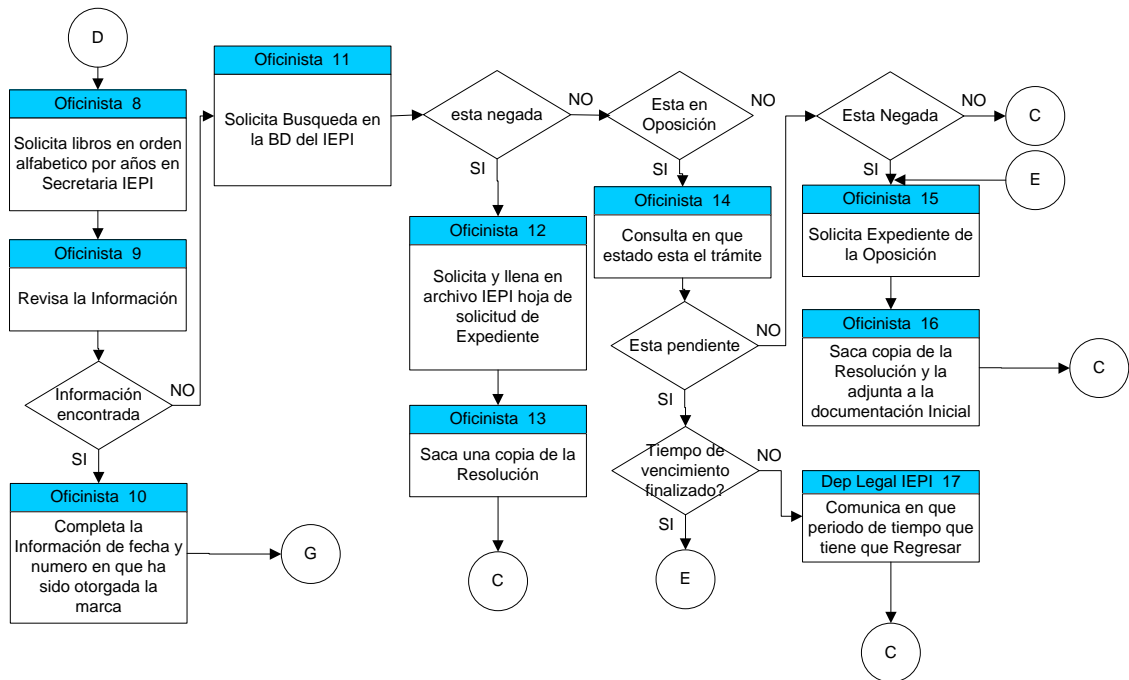 D
Oficinista 8
Solicita libros en orden
alfabetico por años en
Secretaria IEPI
Oficinista 9
Revisa la Información
Información
encontrada
NO
SI
Oficinista 10
Completa la
Información de fecha y
numero en que ha
sido otorgada la
marca
G
Oficinista 11
Solicita Busqueda en
la BD del IEPI
esta negada
NO
SI
Oficinista 12
Solicita y llena en
archivo IEPI hoja de
solicitud de
Expediente
Oficinista 13
Saca una copia de la
Resolución
C
Esta en
Oposición
NO
SI
Oficinista 14
Consulta en que
estado esta el trámite
Esta pendiente
NO
SI
Tiempo de
vencimiento
finalizado?
NO
SI
E
Esta Negada
NO
C
SI
E
Oficinista 15
Solicita Expediente de
la Oposición
Oficinista 16
Saca copia de la
Resolución y la
adjunta a la
documentación Inicial
C
Dep Legal IEPI 17
Comunica en que
periodo de tiempo que
tiene que Regresar
C